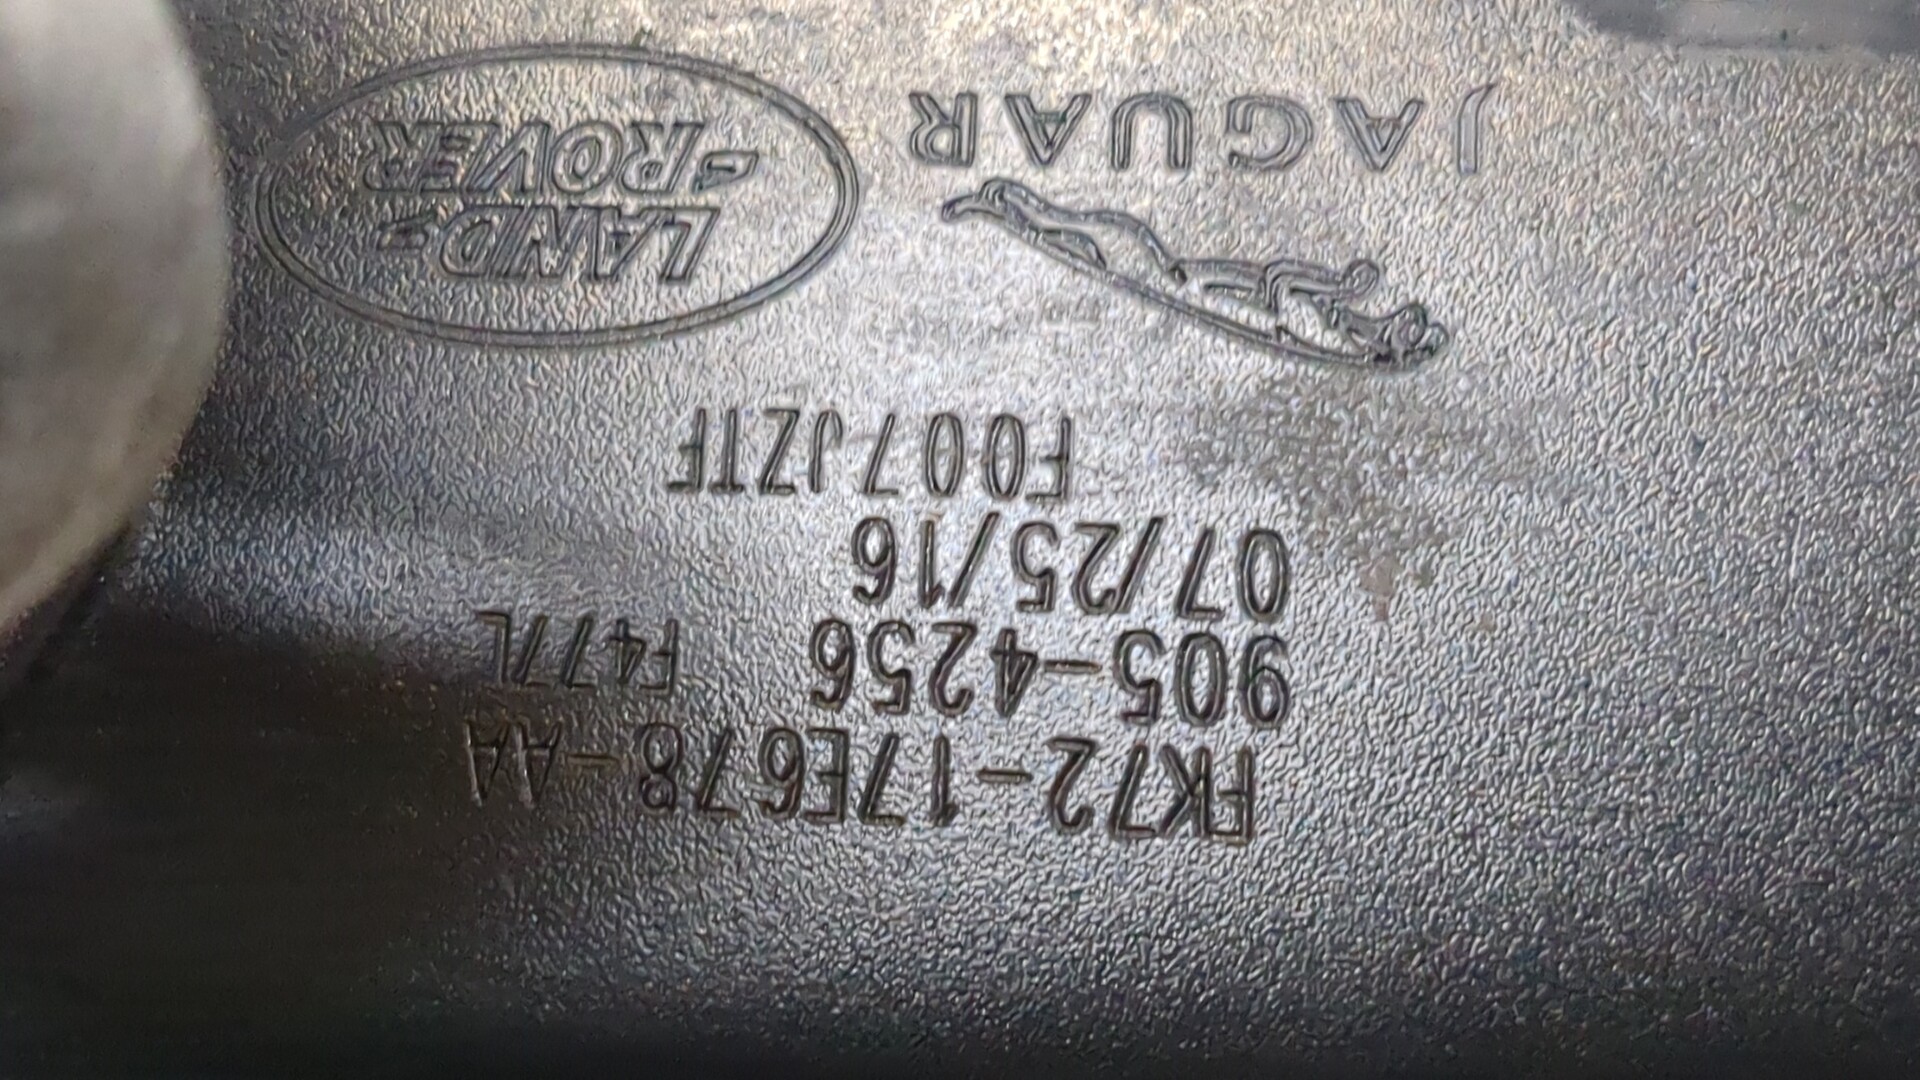 FK72-17E678-AA
905-4256 F477L
07/25/16
F007JZTF
JAGUAR
LAND-
-ROVER